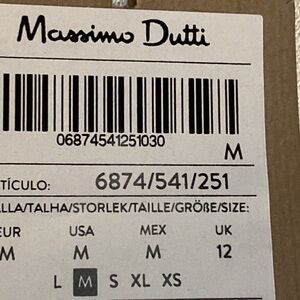 Massimo Dutti
06874541251030
M
TÍCULO: 6874/541/251
ALLA/TALHA/STORLEK/TAILLE/GRÖßE/SIZE:
EUR USA MEX UK
M M M 12
L M S XL XS